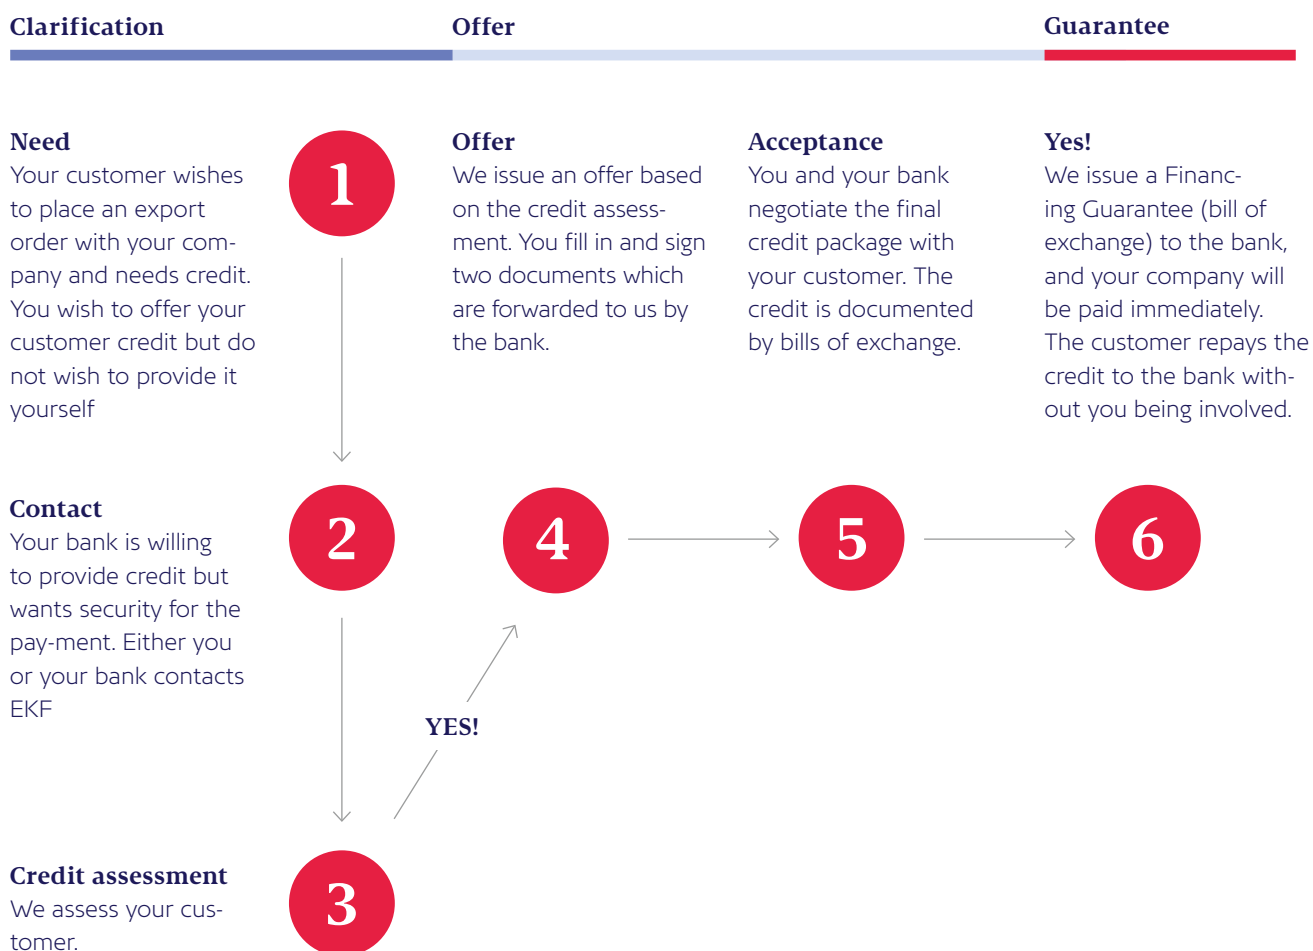 Clarification
Offer
Guarantee
Need
Your customer wishes
to place an export
order with your com-
pany and needs credit.
You wish to offer your
customer credit but do
not wish to provide it
yourself
1
Offer
We issue an offer based
on the credit assess-
ment. You fill in and sign
two documents which
are forwarded to us by
the bank.
Acceptance
You and your bank
negotiate the final
credit package with
your customer. The
credit is documented
by bills of exchange.
Yes!
We issue a Financ-
ing Guarantee (bill of
exchange) to the bank,
and your company will
be paid immediately.
The customer repays the
credit to the bank with-
out you being involved.
Contact
Your bank is willing
to provide credit but
wants security for the
pay-ment. Either you
or your bank contacts
EKF
2
4
5
6
YES!
Credit assessment
We assess your cus-
tomer.
3